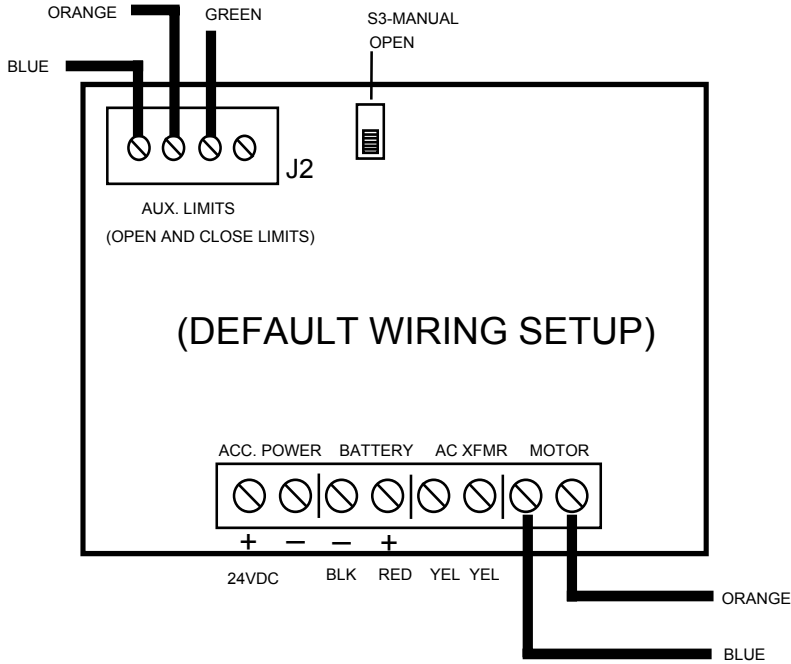 ORANGE
GREEN
S3-MANUAL
OPEN
BLUE
J2
AUX. LIMITS
(OPEN AND CLOSE LIMITS)
(DEFAULT WIRING SETUP)
ACC. POWER BATTERY AC XFMR MOTOR
+ − − +
24VDC BLK RED YEL YEL
ORANGE
BLUE